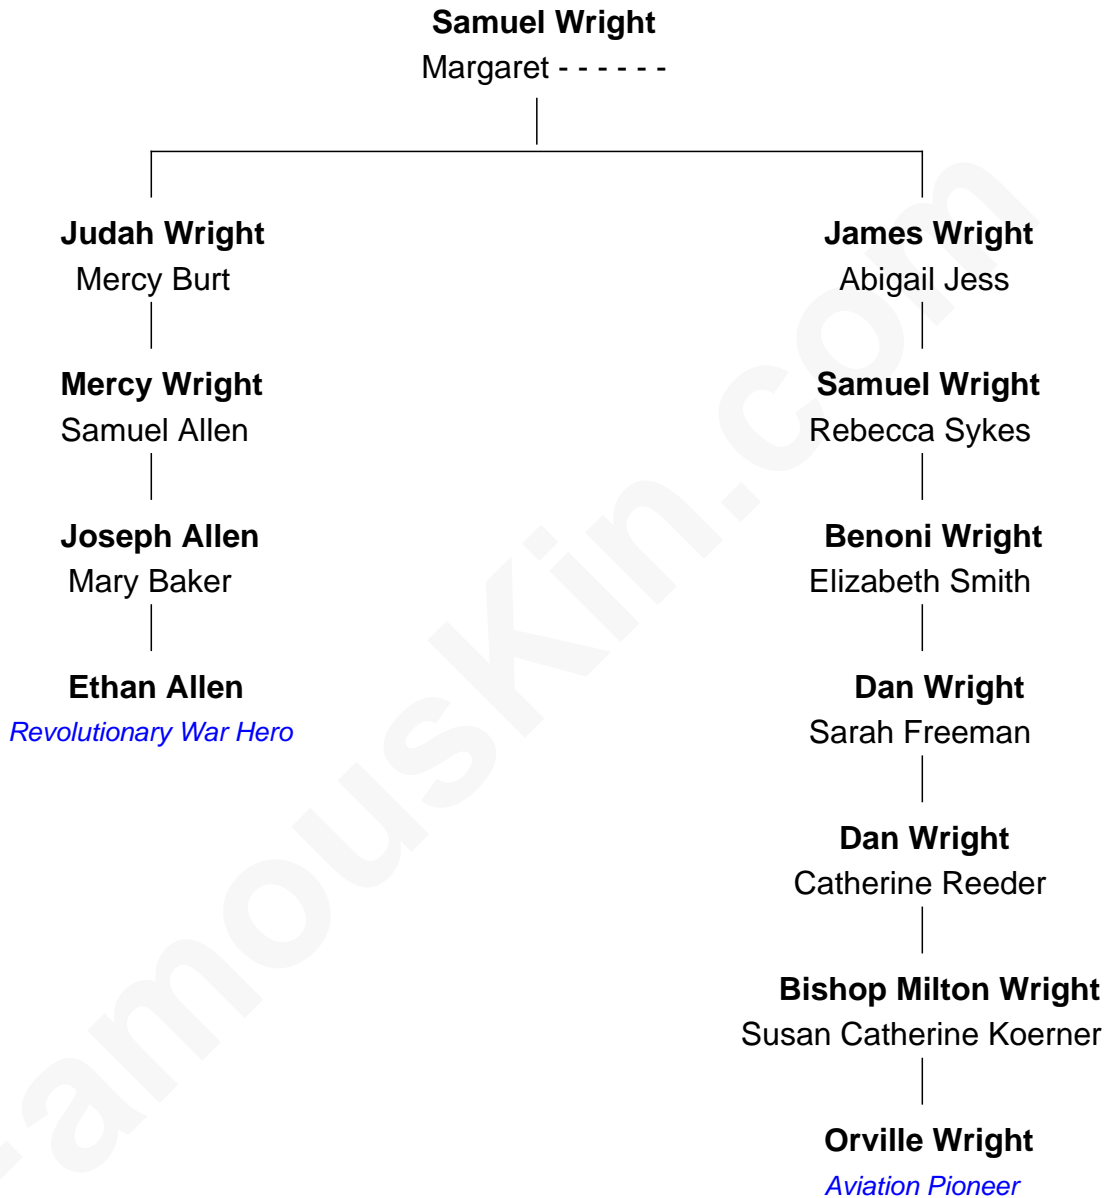 Samuel Wright
Margaret - - - - - -
Judah Wright
Mercy Burt
James Wright
Abigail Jess
Mercy Wright
Samuel Allen
Samuel Wright
Rebecca Sykes
Joseph Allen
Mary Baker
Benoni Wright
Elizabeth Smith
Ethan Allen
Revolutionary War Hero
Dan Wright
Sarah Freeman
Dan Wright
Catherine Reeder
Bishop Milton Wright
Susan Catherine Koerner
Orville Wright
Aviation Pioneer
FamousKin.com